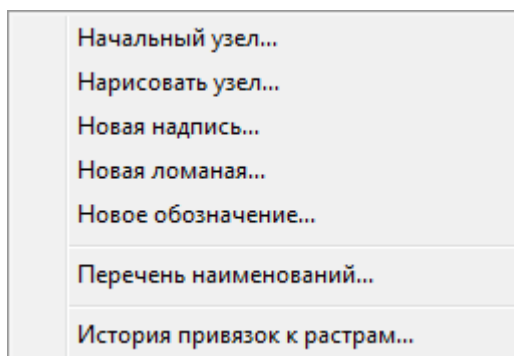 Начальный узел...
Нарисовать узел...
Новая надпись...
Новая ломаная...
Новое обозначение...
Перечень наименований...
История привязок к растрам...